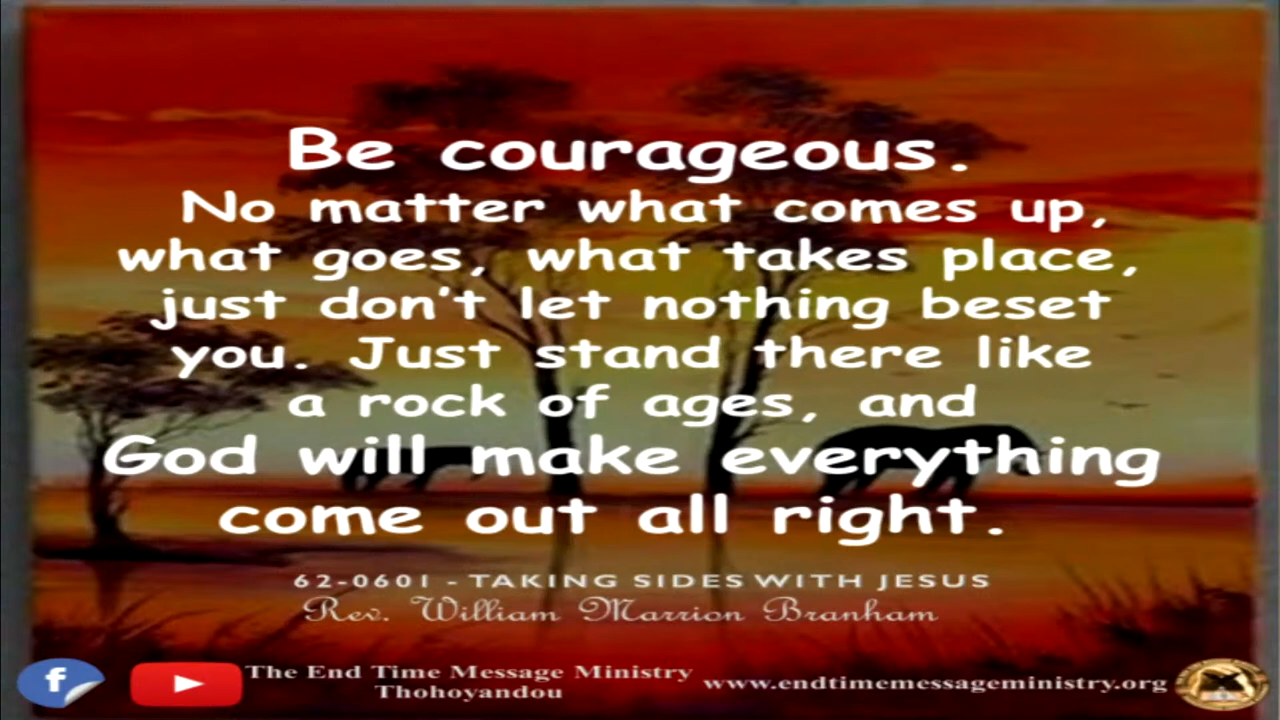 Be courageous.
No matter what comes up,
what goes, what takes place,
just don't let nothing beset
you. Just stand there like
a rock of ages, and
God will make everything
come out all right.
62-0601 - TAKING SIDES WITH JESUS
Rev. William Marrion Branham
The End Time Message Ministry
Thohoyandou
www.endtimemessageministry.org